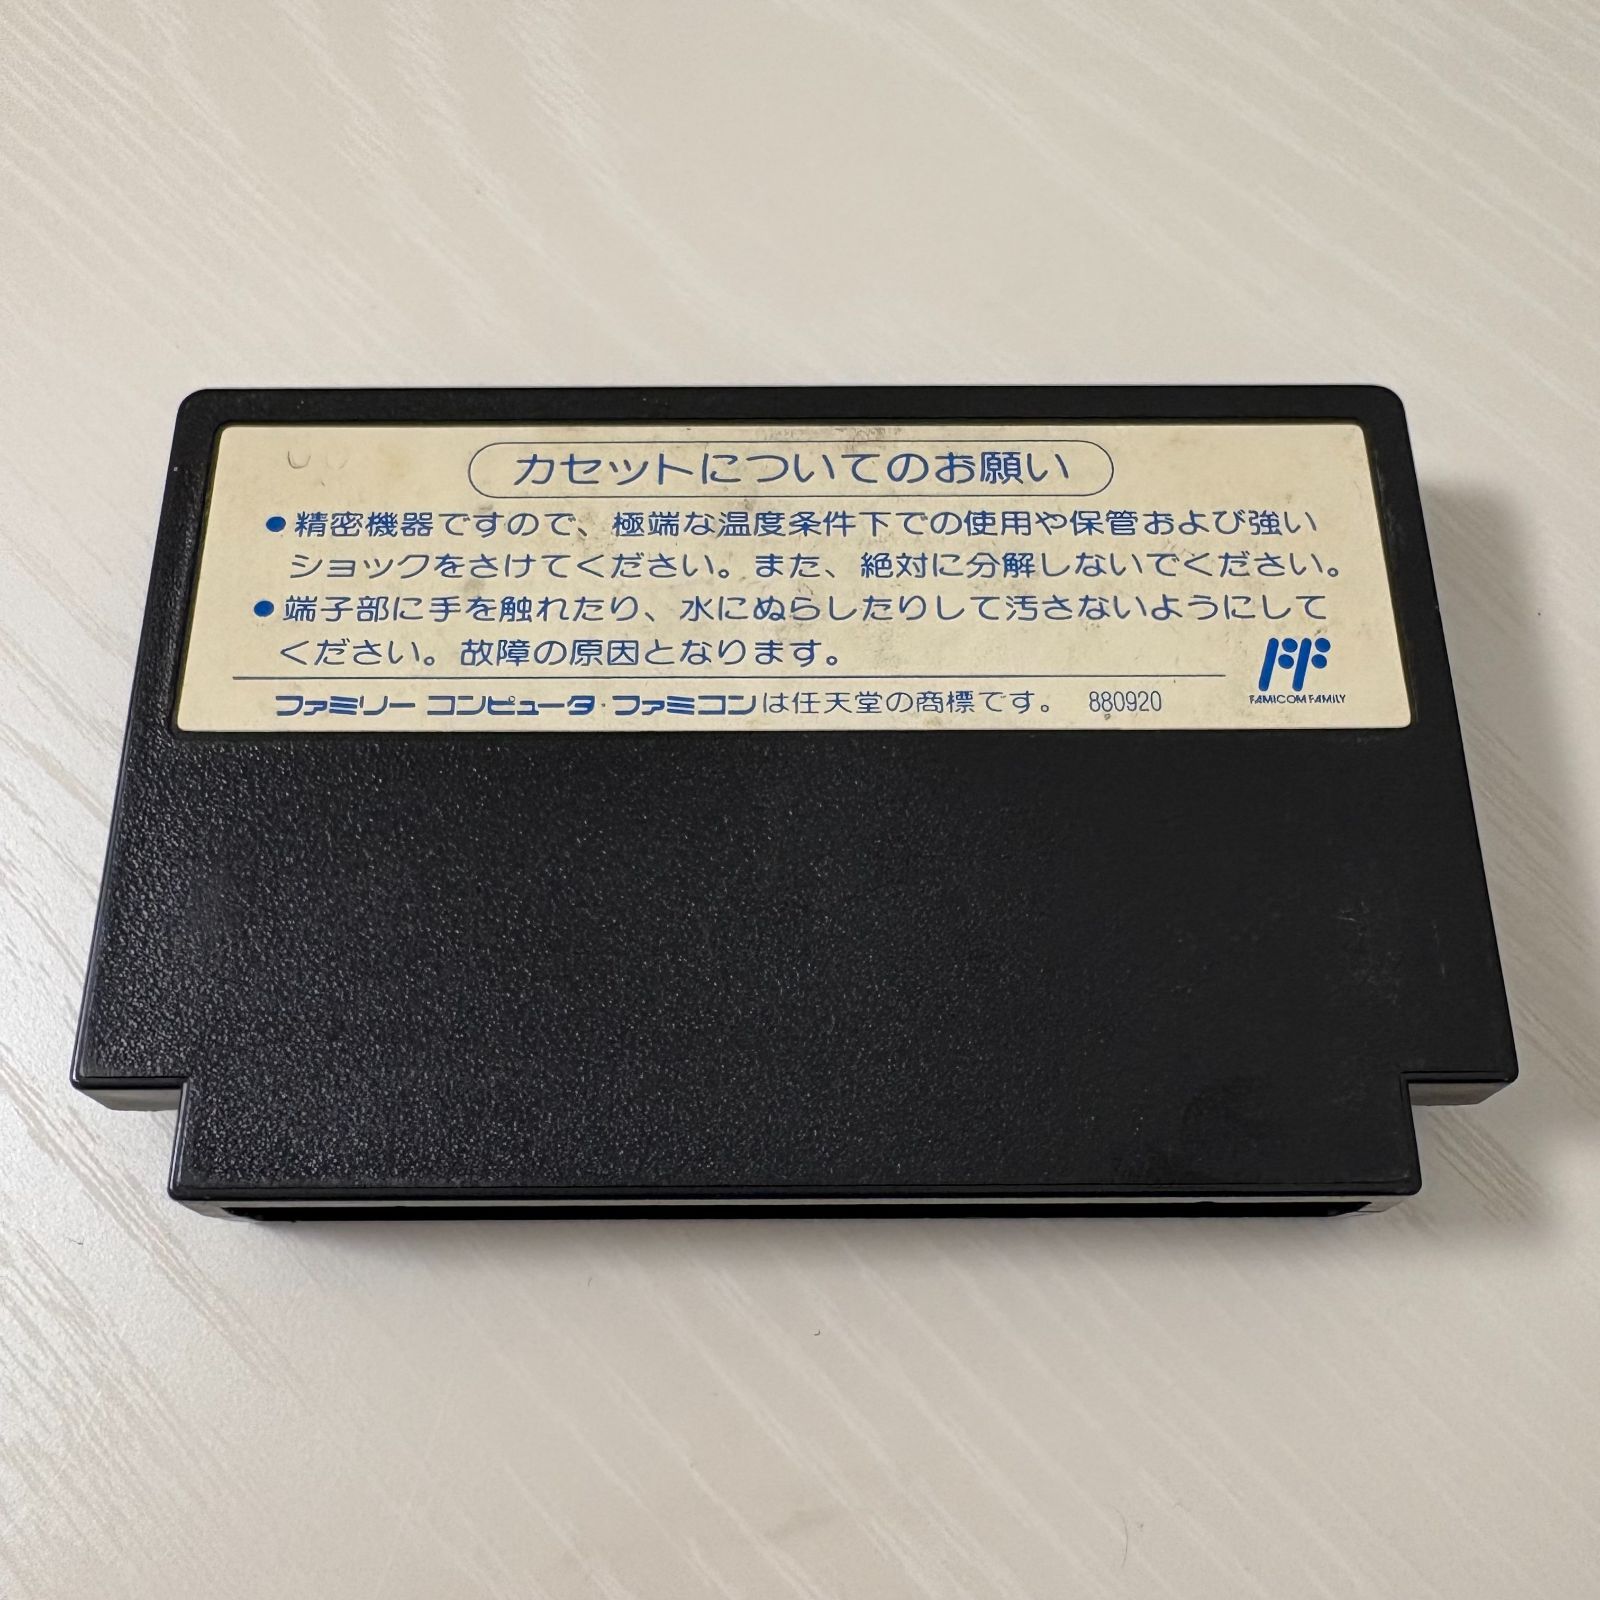 カセットについてのお願い
●精密機器ですので、極端な温度条件下での使用や保管および強い
ショックをさけてください。また、絶対に分解しないでください。
●端子部に手を触れたり、水にぬらしたりして汚さないようにして
ください。故障の原因となります。
ファミリー コンピュータ・ファミコンは任天堂の商標です。 880920
FAMICOM FAMILY